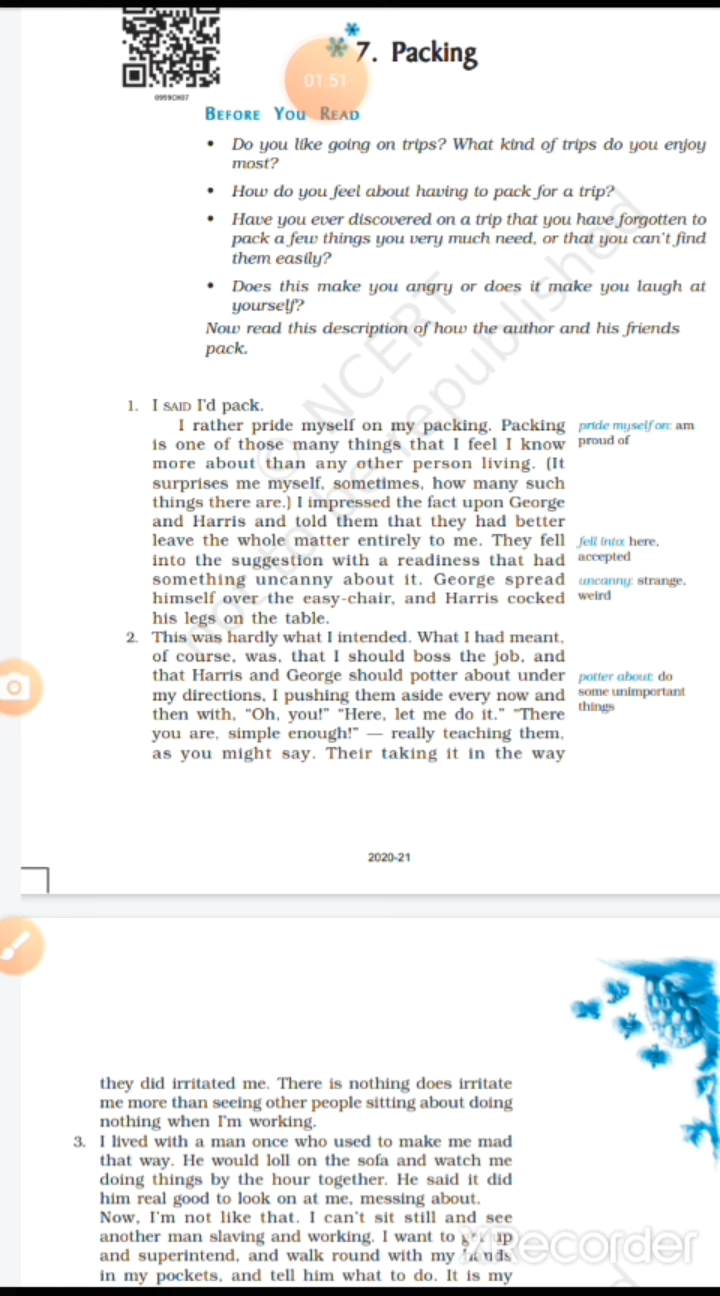 7. Packing
01:51
0959CH07
BEFORE YOU READ
• Do you like going on trips? What kind of trips do you enjoy
most?
• How do you feel about having to pack for a trip?
• Have you ever discovered on a trip that you have forgotten to
pack a few things you very much need, or that you can't find
them easily?
• Does this make you angry or does it make you laugh at
yourself?
Now read this description of how the author and his friends
pack.
1. I SAID I'd pack.
I rather pride myself on my packing. Packing
is one of those many things that I feel I know
more about than any other person living. (It
surprises me myself, sometimes, how many such
things there are.) I impressed the fact upon George
and Harris and told them that they had better
leave the whole matter entirely to me. They fell
into the suggestion with a readiness that had
something uncanny about it. George spread
himself over the easy-chair, and Harris cocked
his legs on the table.
pride myself on: am
proud of
fell into: here,
accepted
uncanny: strange,
weird
2. This was hardly what I intended. What I had meant,
of course, was, that I should boss the job, and
that Harris and George should potter about under
my directions, I pushing them aside every now and
then with, "Oh, you!" "Here, let me do it." "There
you are, simple enough!" — really teaching them,
as you might say. Their taking it in the way
potter about: do
some unimportant
things
© NCERT
not to be republished
2020-21
they did irritated me. There is nothing does irritate
me more than seeing other people sitting about doing
nothing when I'm working.
3. I lived with a man once who used to make me mad
that way. He would loll on the sofa and watch me
doing things by the hour together. He said it did
him real good to look on at me, messing about.
Now, I'm not like that. I can't sit still and see
another man slaving and working. I want to get up
and superintend, and walk round with my hands
in my pockets, and tell him what to do. It is my
XRecorder